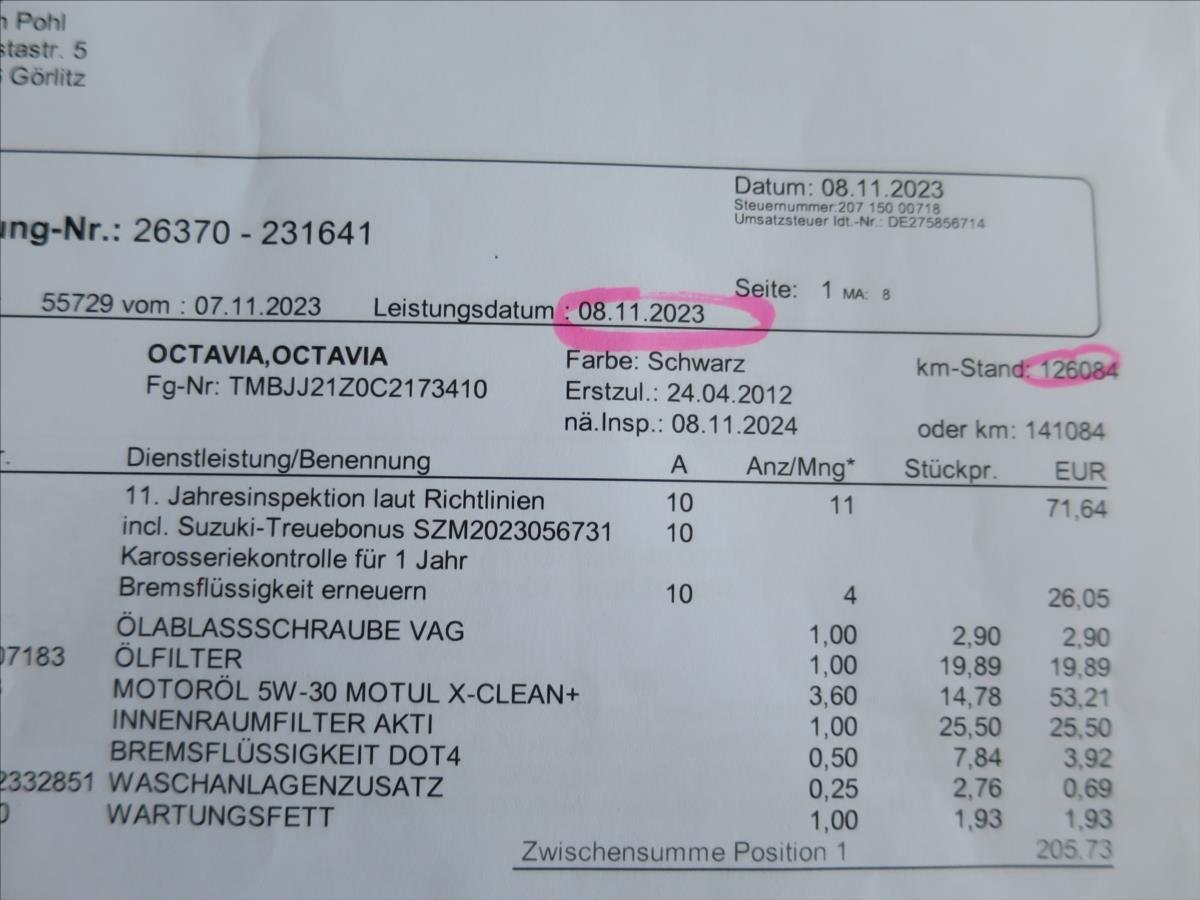 Pohl
5
Görlitz
Datum: 08.11.2023
Steuernummer:207 150 00718
Umsatzsteuer Idt.-Nr.: DE275856714
26370 - 231641
Seite: 1 MA: 8
55729 vom : 07.11.2023 Leistungsdatum : 08.11.2023
OCTAVIA,OCTAVIA Farbe: Schwarz km-Stand: 126084
Fg-Nr: TMBJJ21Z0C2173410 Erstzul.: 24.04.2012
nä.Insp.: 08.11.2024 oder km: 141084
Dienstleistung/Benennung A Anz/Mng* Stückpr. EUR
11. Jahresinspektion laut Richtlinien 10 11 71,64
incl. Suzuki-Treuebonus SZM2023056731 10
Karosseriekontrolle für 1 Jahr
Bremsflüssigkeit erneuern 10 4 26,05
ÖLABLASSSCHRAUBE VAG 1,00 2,90 2,90
07183 ÖLFILTER 1,00 19,89 19,89
MOTORÖL 5W-30 MOTUL X-CLEAN+ 3,60 14,78 53,21
INNENRAUMFILTER AKTI 1,00 25,50 25,50
BREMSFLÜSSIGKEIT DOT4 0,50 7,84 3,92
2332851 WASCHANLAGENZUSATZ 0,25 2,76 0,69
WARTUNGSFETT 1,00 1,93 1,93
Zwischensumme Position 1 205,73